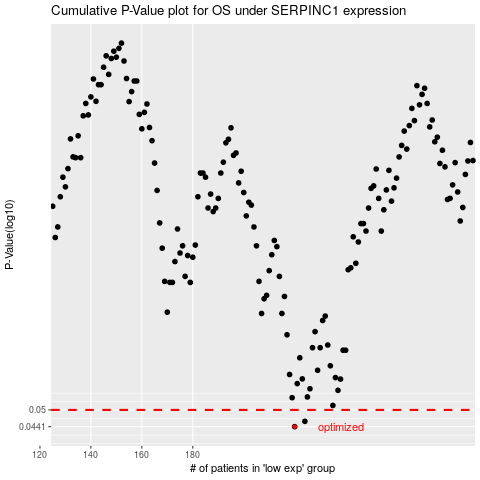 Cumulative P-Value plot for OS under SERPINC1 expression
P-Value(log10)
0.05
0.0441
optimized
120 140 160 180
# of patients in 'low exp' group